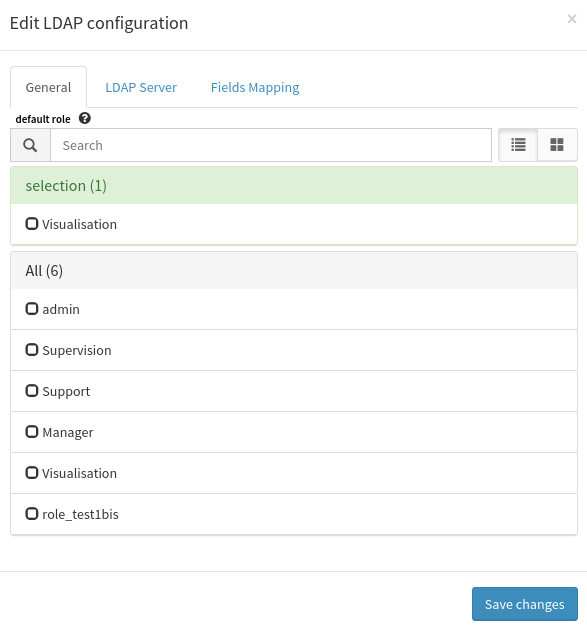 Edit LDAP configuration
×
General
LDAP Server
Fields Mapping
default role ?
Search
selection (1)
Visualisation
All (6)
admin
Supervision
Support
Manager
Visualisation
role_test1bis
Save changes